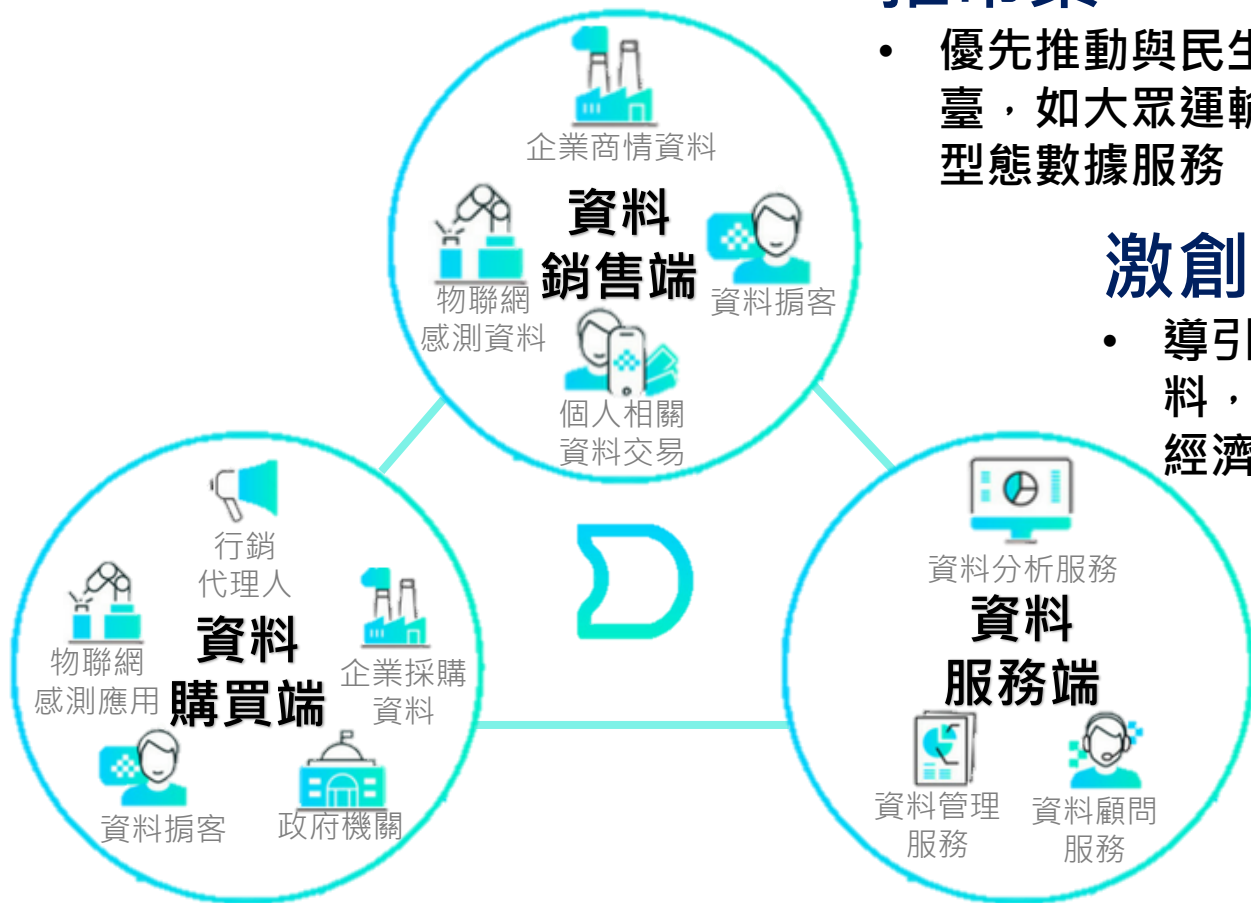 • 優先推動與民生
臺，如大眾運輸
型態數據服務
激創
• 導引
料，
經濟
企業商情資料
資料
銷售端
物聯網
感測資料
資料掮客
個人相關
資料交易
行銷
代理人
物聯網
感測應用
資料
購買端
企業採購
資料
資料掮客
政府機關
資料分析服務
資料
服務端
資料管理
服務
資料顧問
服務